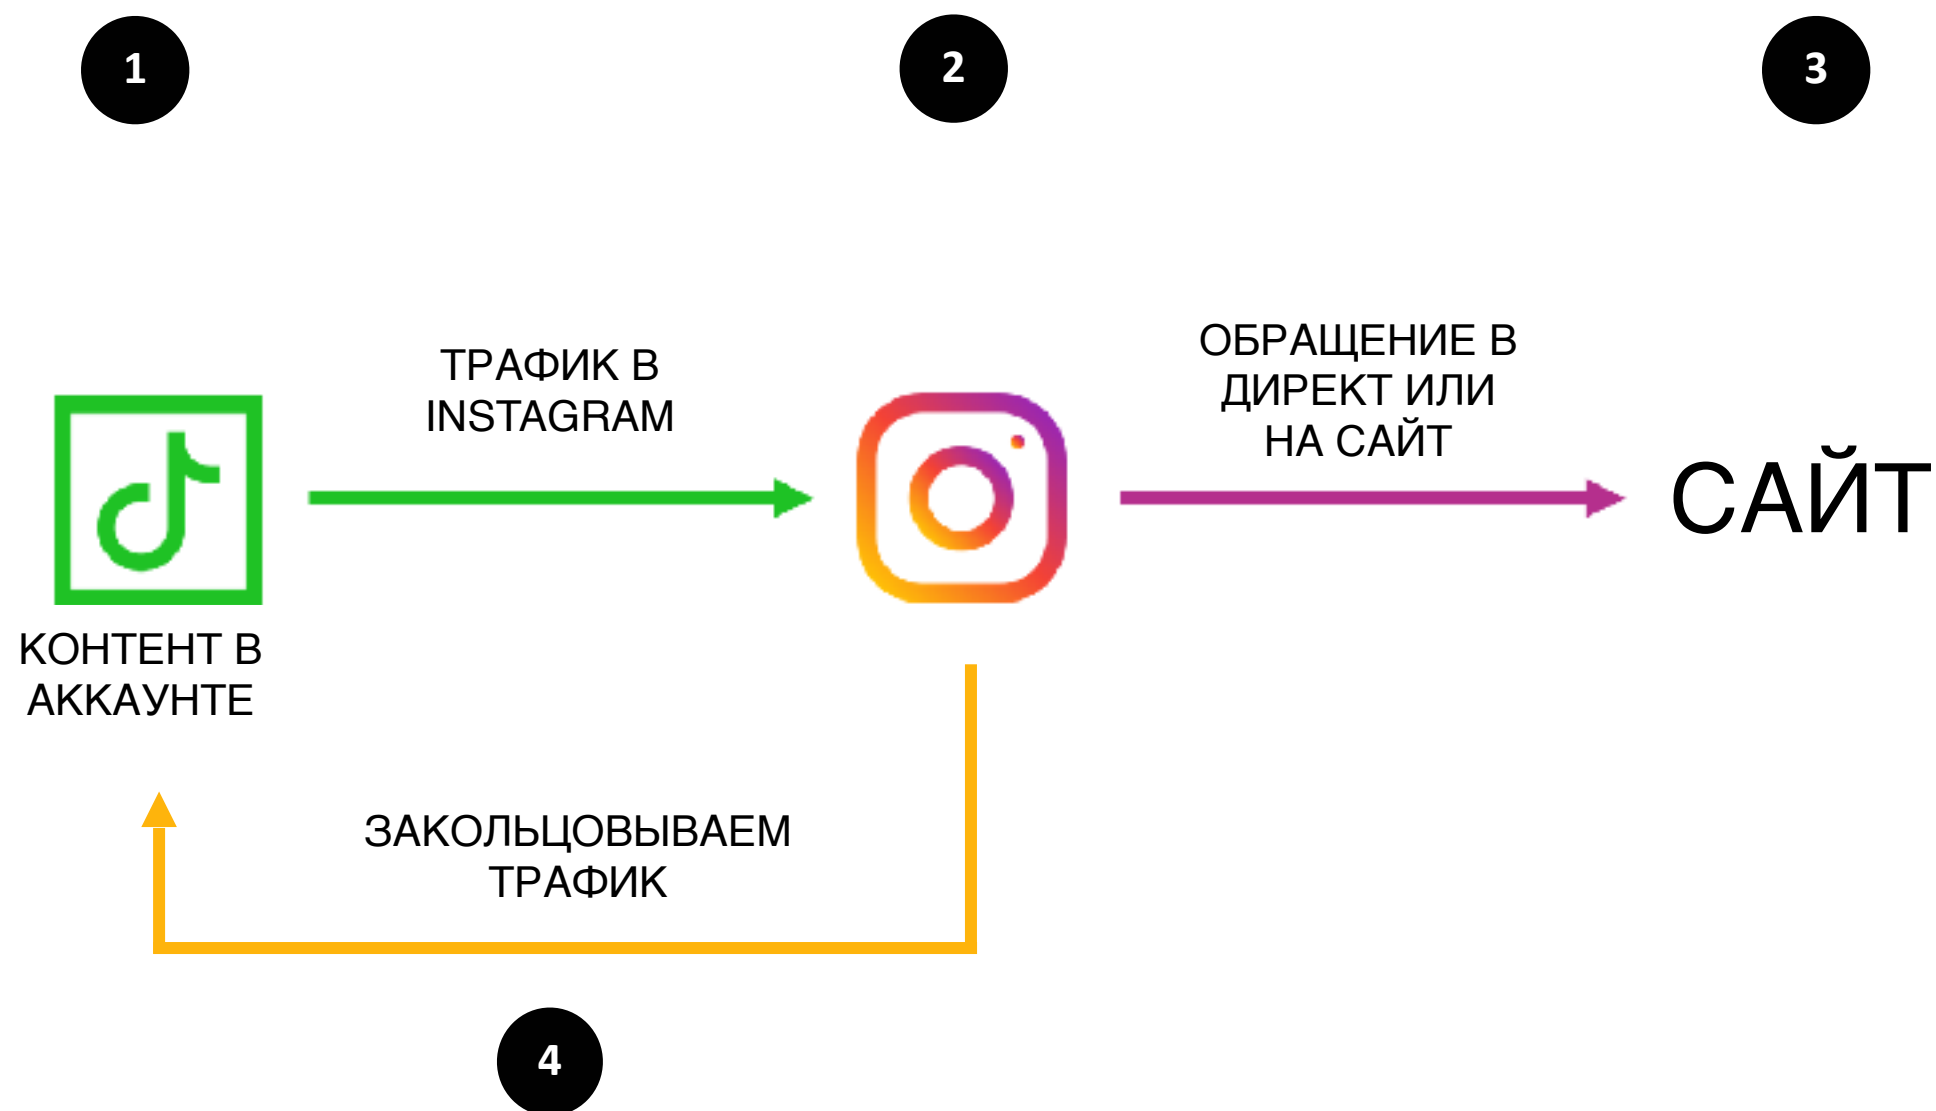 1
2
3
ТРАФИК В
INSTAGRAM
ОБРАЩЕНИЕ В
ДИРЕКТ ИЛИ
НА САЙТ
САЙТ
КОНТЕНТ В
АККАУНТЕ
ЗАКОЛЬЦОВЫВАЕМ
ТРАФИК
4